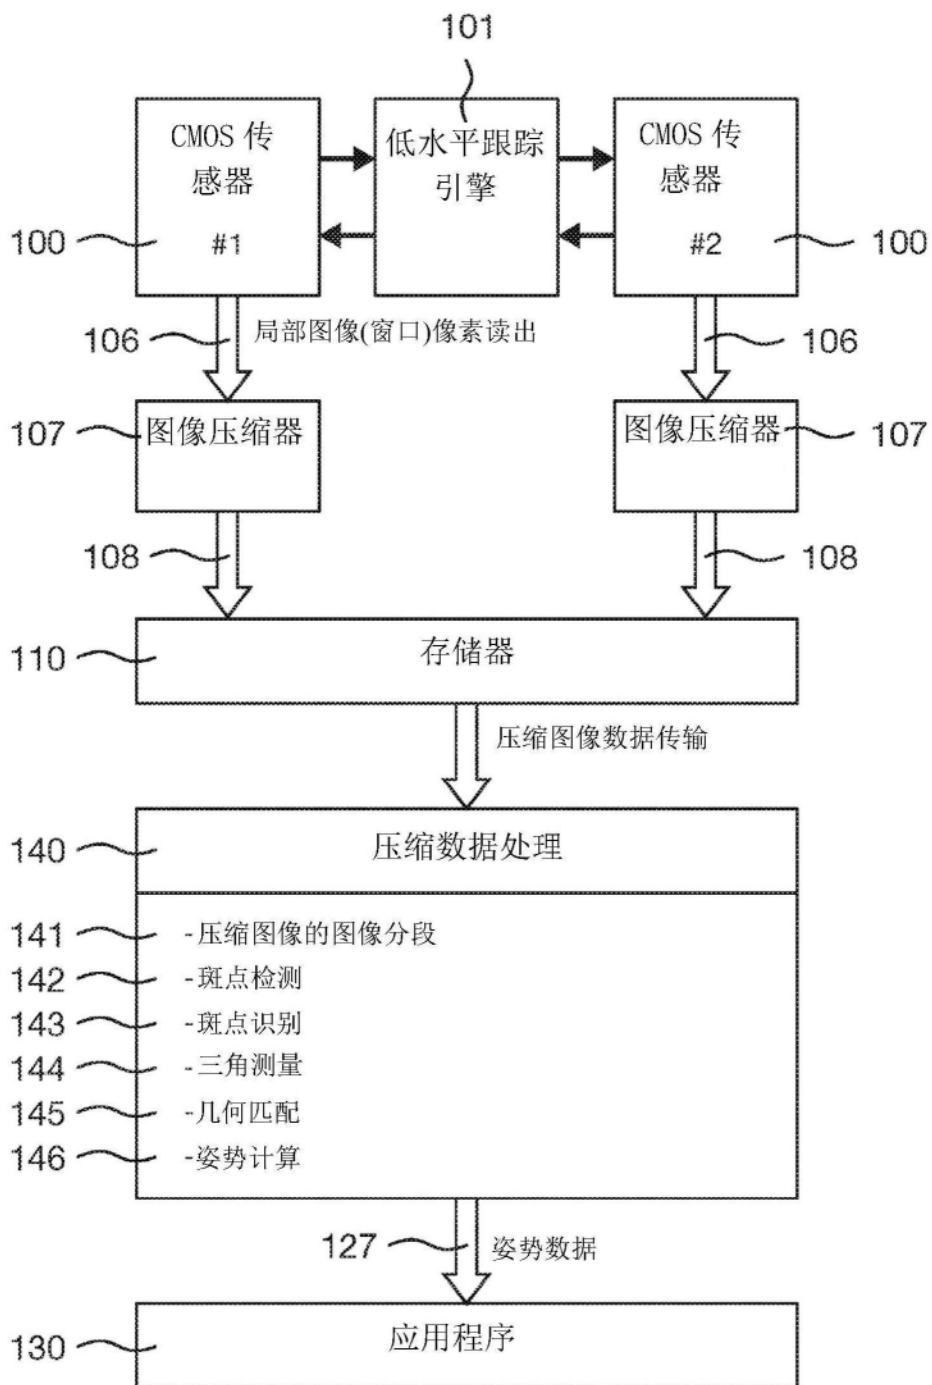 101
CMOS 传
感器
#1
低水平跟踪
引擎
CMOS 传
感器
#2
100
100
106
局部图像(窗口)像素读出
106
107
图像压缩器
图像压缩器
107
108
108
110
存储器
压缩图像数据传输
140
压缩数据处理
141
-压缩图像的图像分段
142
-斑点检测
143
-斑点识别
144
-三角测量
145
-几何匹配
146
-姿势计算
127
姿势数据
130
应用程序